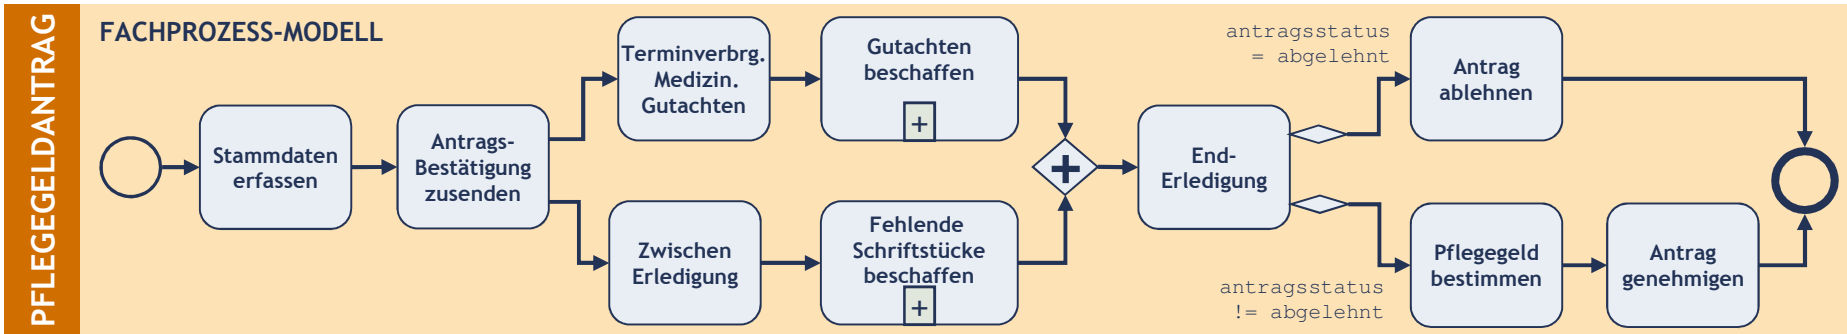 PFLEGEGELDANTRAG
FACHPROZESS-MODELL
Stammdaten
erfassen
Antrags-
Bestätigung
zusenden
Terminverbrg.
Medizin.
Gutachten
Gutachten
beschaffen
+
Zwischen
Erledigung
Fehlende
Schriftstücke
beschaffen
+
+
End-
Erledigung
antragsstatus
= abgelehnt
Antrag
ablehnen
antragsstatus
!= abgelehnt
Pflegegeld
bestimmen
Antrag
genehmigen